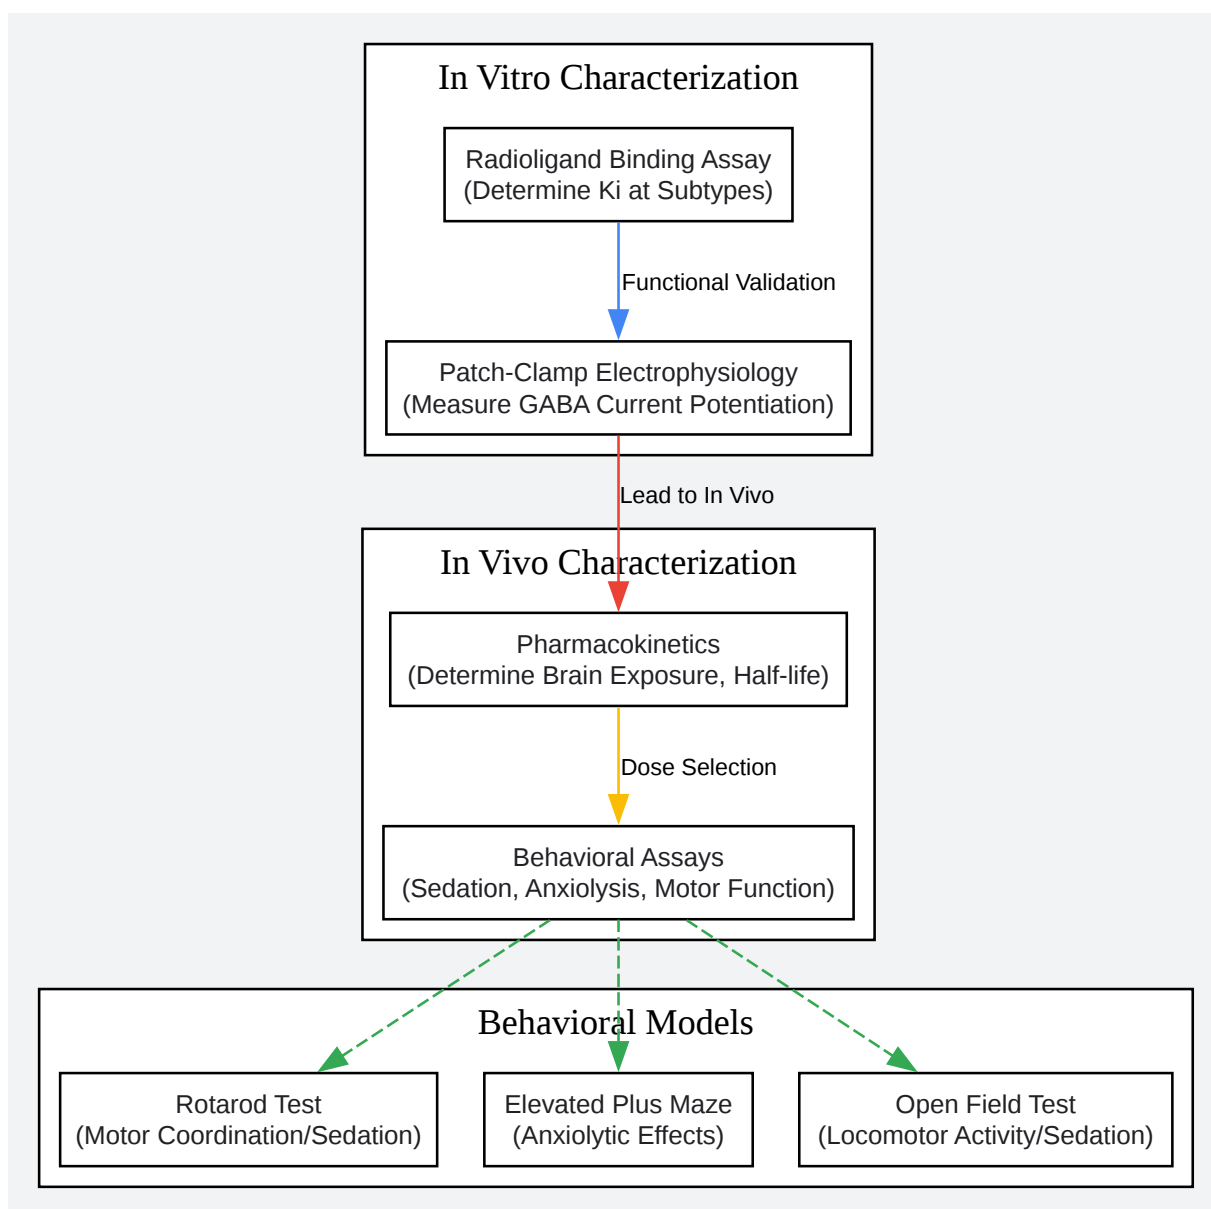 In Vitro Characterization
Radioligand Binding Assay
(Determine Ki at Subtypes)
Functional Validation
Patch-Clamp Electrophysiology
(Measure GABA Current Potentiation)
Lead to In Vivo
In Vivo Characterization
Pharmacokinetics
(Determine Brain Exposure, Half-life)
Dose Selection
Behavioral Assays
(Sedation, Anxiolysis, Motor Function)
Behavioral Models
Rotarod Test
(Motor Coordination/Sedation)
Elevated Plus Maze
(Anxiolytic Effects)
Open Field Test
(Locomotor Activity/Sedation)